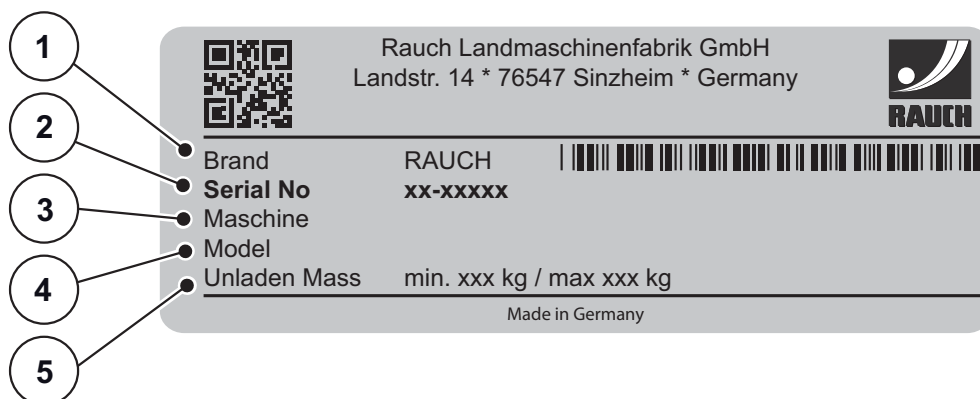 1
2
3
4
5
Rauch Landmaschinenfabrik GmbH
Landstr. 14 * 76547 Sinzheim * Germany
RAUCH
Brand RAUCH
Serial No xx-xxxxx
Maschine
Model
Unladen Mass min. xxx kg / max xxx kg
Made in Germany